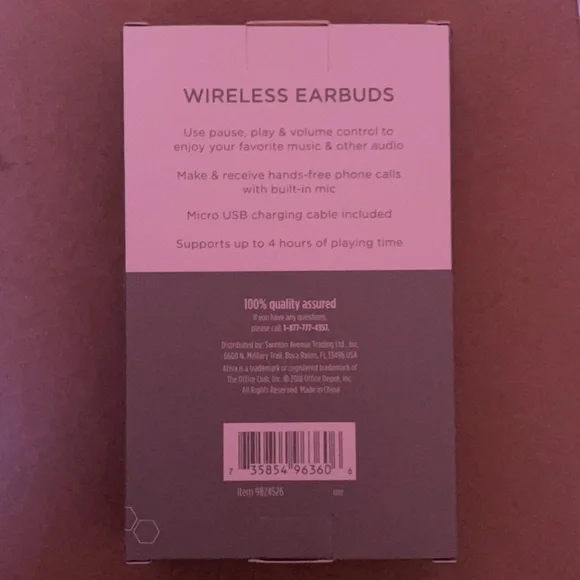 WIRELESS EARBUDS
Use pause, play & volume control to
enjoy your favorite music & other audio
Make & receive hands-free phone calls
with built-in mic
Micro USB charging cable included
Supports up to 4 hours of playing time
100% quality assured
If you have any questions,
please call 1-877-777-4357.
Distributed by: Swinton Avenue Trading Ltd., Inc.
6600 N. Military Trail, Boca Raton, FL 33496 USA
Ativa is a trademark or registered trademark of
The Office Club, Inc. © 2018 Office Depot, Inc.
All Rights Reserved. Made in China
7 35854 96360 6
Item 9824526